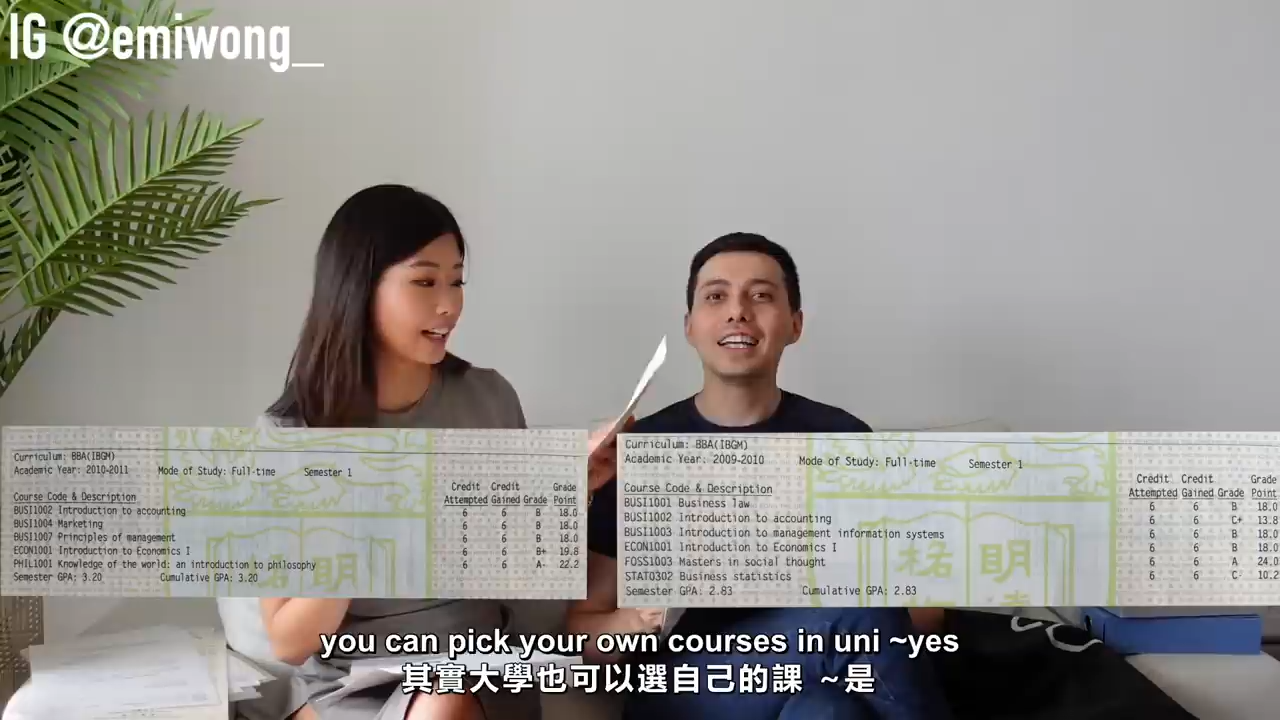 IG @emiwong_
Curriculum: BBA(IBGM)
Academic Year: 2010-2011 Mode of Study: Full-time Semester 1
Course Code & Description Credit Attempted Credit Gained Grade Grade Point
BUSI1002 Introduction to accounting 6 6 B 18.0
BUSI1004 Marketing 6 6 B 18.0
BUSI1007 Principles of management 6 6 B 18.0
ECON1001 Introduction to Economics I 6 6 B+ 19.8
PHIL1001 Knowledge of the world: an introduction to philosophy 6 6 A- 22.2
Semester GPA: 3.20 Cumulative GPA: 3.20
Curriculum: BBA(IBGM)
Academic Year: 2009-2010 Mode of Study: Full-time Semester 1
Course Code & Description Credit Attempted Credit Gained Grade Grade Point
BUSI1001 Business law 6 6 B 18.0
BUSI1002 Introduction to accounting 6 6 C+ 13.8
BUSI1003 Introduction to management information systems 6 6 B 18.0
ECON1001 Introduction to Economics I 6 6 B 18.0
FOSS1003 Masters in social thought 6 6 A 24.0
STAT0302 Business statistics 6 6 C- 10.2
Semester GPA: 2.83 Cumulative GPA: 2.83
明
明
you can pick your own courses in uni ~yes
其實大學也可以選自己的課 ~是